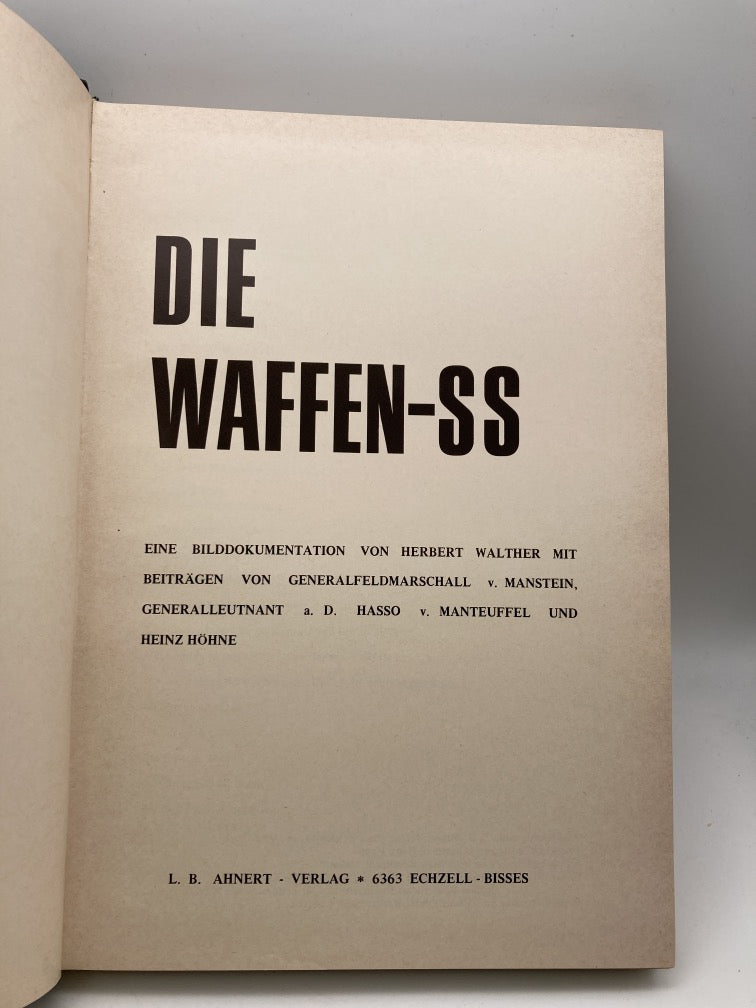 DIE
WAFFEN-SS
EINE BILDDOKUMENTATION VON HERBERT WALTHER MIT
BEITRÄGEN VON GENERALFELDMARSCHALL v. MANSTEIN,
GENERALLEUTNANT a. D. HASSO v. MANTEUFFEL UND
HEINZ HÖHNE
L. B. AHNERT - VERLAG * 6363 ECHZELL - BISSES